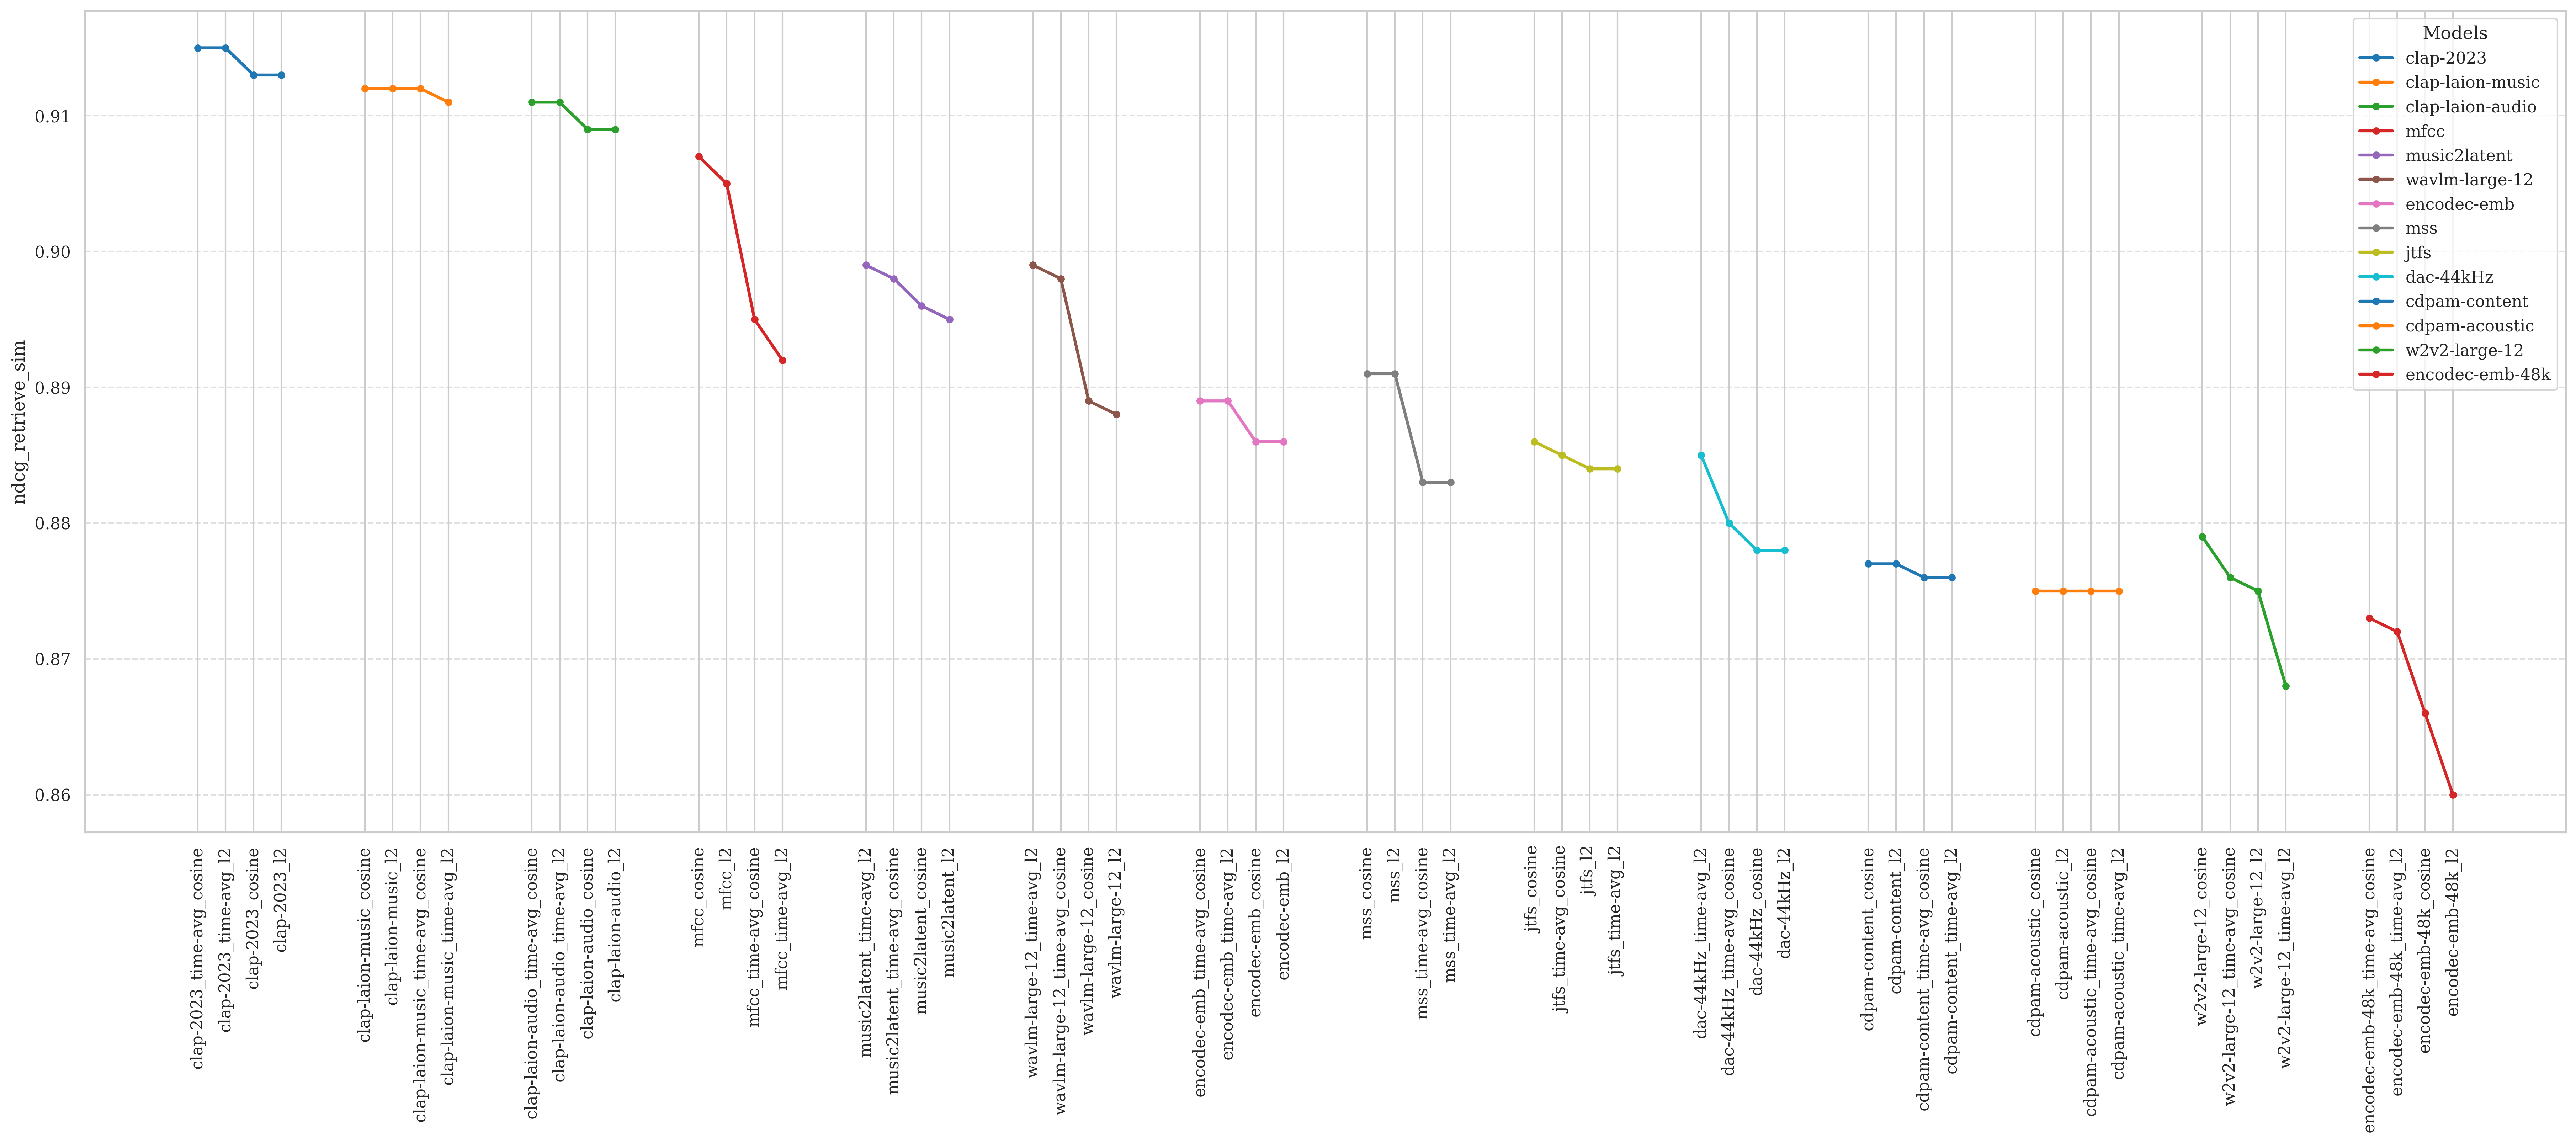 ndcg_retrieve_sim
0.91
0.90
0.89
0.88
0.87
0.86
Models
clap-2023
clap-laion-music
clap-laion-audio
mfcc
music2latent
wavlm-large-12
encodec-emb
mss
jtfs
dac-44kHz
cdpam-content
cdpam-acoustic
w2v2-large-12
encodec-emb-48k
clap-2023_time-avg_cosine
clap-2023_time-avg_l2
clap-2023_cosine
clap-2023_l2
clap-laion-music_cosine
clap-laion-music_l2
clap-laion-music_time-avg_cosine
clap-laion-music_time-avg_l2
clap-laion-audio_time-avg_cosine
clap-laion-audio_time-avg_l2
clap-laion-audio_cosine
clap-laion-audio_l2
mfcc_cosine
mfcc_l2
mfcc_time-avg_cosine
mfcc_time-avg_l2
music2latent_time-avg_l2
music2latent_time-avg_cosine
music2latent_cosine
music2latent_l2
wavlm-large-12_time-avg_l2
wavlm-large-12_time-avg_cosine
wavlm-large-12_cosine
wavlm-large-12_l2
encodec-emb_time-avg_cosine
encodec-emb_time-avg_l2
encodec-emb_cosine
encodec-emb_l2
mss_cosine
mss_l2
mss_time-avg_cosine
mss_time-avg_l2
jtfs_cosine
jtfs_time-avg_cosine
jtfs_l2
jtfs_time-avg_l2
dac-44kHz_time-avg_l2
dac-44kHz_time-avg_cosine
dac-44kHz_cosine
dac-44kHz_l2
cdpam-content_cosine
cdpam-content_l2
cdpam-content_time-avg_cosine
cdpam-content_time-avg_l2
cdpam-acoustic_cosine
cdpam-acoustic_l2
cdpam-acoustic_time-avg_cosine
cdpam-acoustic_time-avg_l2
w2v2-large-12_cosine
w2v2-large-12_time-avg_cosine
w2v2-large-12_l2
w2v2-large-12_time-avg_l2
encodec-emb-48k_time-avg_cosine
encodec-emb-48k_time-avg_l2
encodec-emb-48k_cosine
encodec-emb-48k_l2